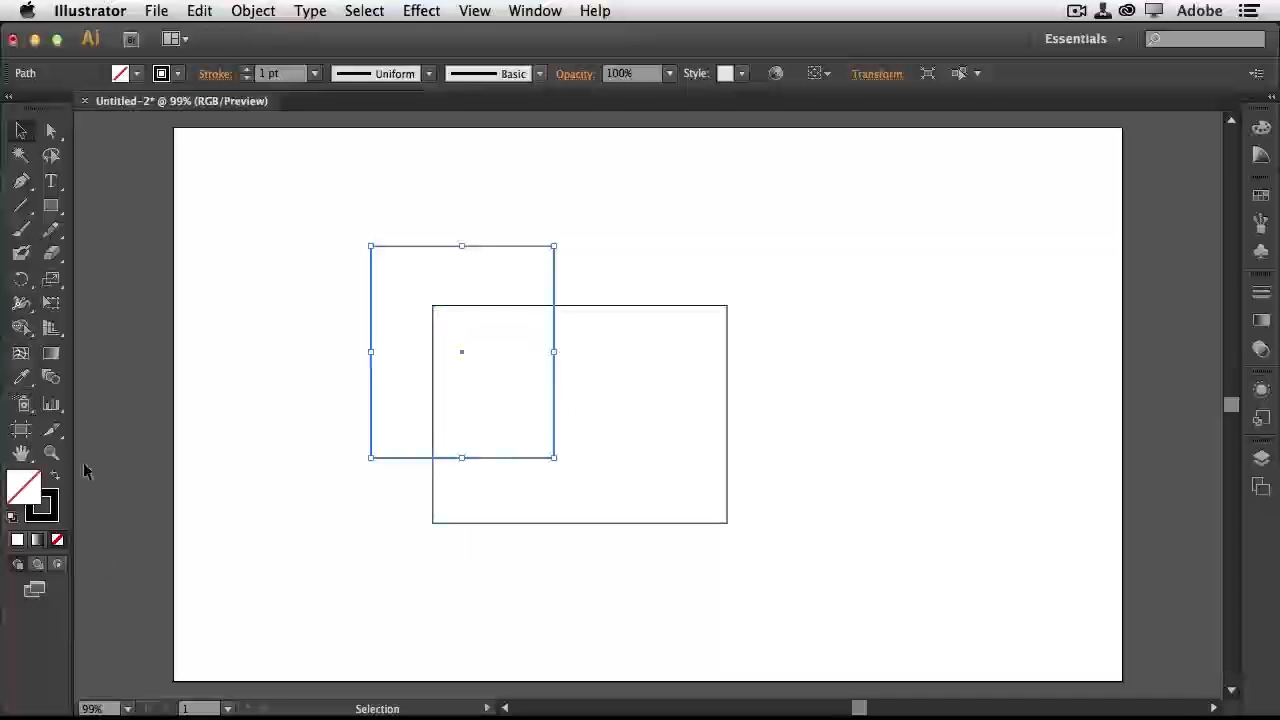 Illustrator File Edit Object Type Select Effect View Window Help Adobe
Ai Br Essentials
Path Stroke: 1 pt Uniform Basic Opacity: 100% Style: Transform
Untitled-2* @ 99% (RGB/Preview)
T
99% 1 Selection